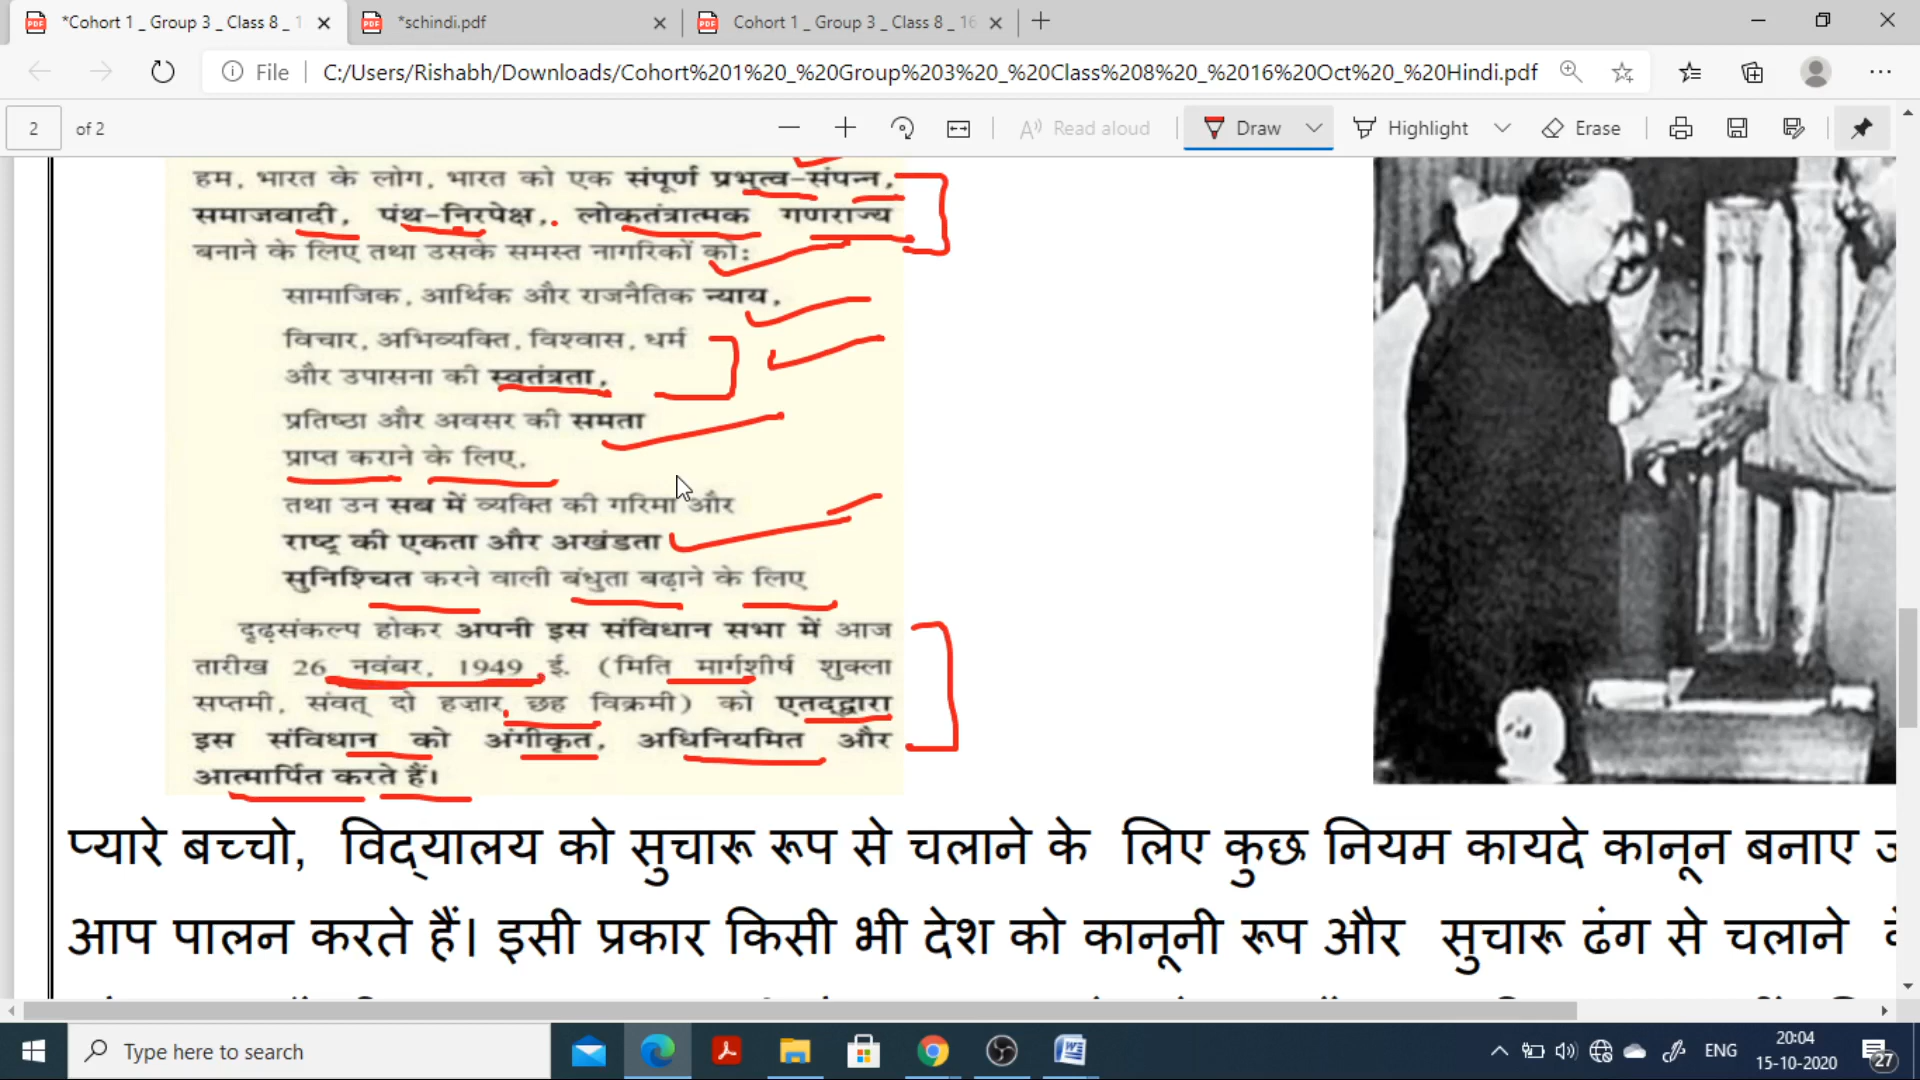 *Cohort 1 _ Group 3 _ Class 8 _ 1
*schindi.pdf
Cohort 1 _ Group 3 _ Class 8 _ 16
File
C:/Users/Rishabh/Downloads/Cohort%201%20_%20Group%203%20_%20Class%208%20_%2016%20Oct%20_%20Hindi.pdf
2 of 2
Read aloud
Draw
Highlight
Erase
हम, भारत के लोग, भारत को एक संपूर्ण प्रभुत्व-संपन्न,
समाजवादी, पंथ-निरपेक्ष, लोकतंत्रात्मक गणराज्य
बनाने के लिए तथा उसके समस्त नागरिकों को:
सामाजिक, आर्थिक और राजनैतिक न्याय,
विचार, अभिव्यक्ति, विश्वास, धर्म
और उपासना की स्वतंत्रता,
प्रतिष्ठा और अवसर की समता
प्राप्त कराने के लिए,
तथा उन सब में व्यक्ति की गरिमा और
राष्ट्र की एकता और अखंडता
सुनिश्चित करने वाली बंधुता बढ़ाने के लिए
दृढ़संकल्प होकर अपनी इस संविधान सभा में आज
तारीख 26 नवंबर, 1949 ई. (मिति मार्गशीर्ष शुक्ला
सप्तमी, संवत् दो हज़ार छह विक्रमी) को एतद्द्वारा
इस संविधान को अंगीकृत, अधिनियमित और
आत्मार्पित करते हैं।
प्यारे बच्चो, विद्यालय को सुचारू रूप से चलाने के लिए कुछ नियम कायदे कानून बनाए
आप पालन करते हैं। इसी प्रकार किसी भी देश को कानूनी रूप और सुचारू ढंग से चलाने
Type here to search
ENG
20:04
15-10-2020
27